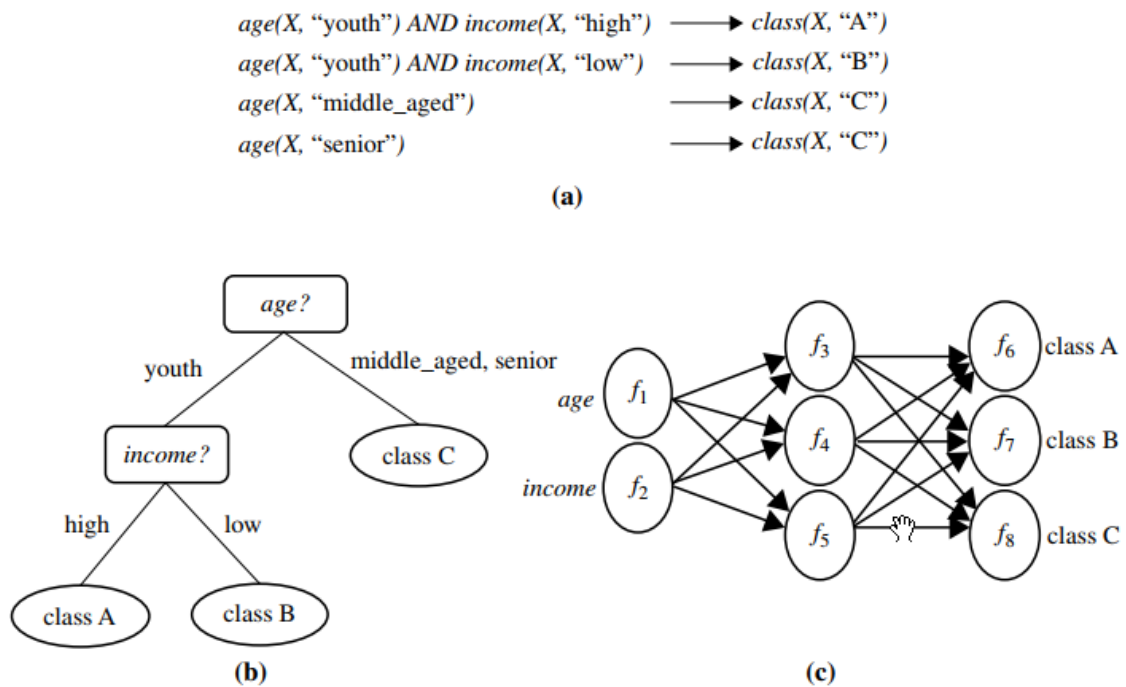 age(X, “youth”) AND income(X, “high”) class(X, “A”)
age(X, “youth”) AND income(X, “low”) class(X, “B”)
age(X, “middle_aged”) class(X, “C”)
age(X, “senior”) class(X, “C”)
(a)
age?
youth
middle_aged, senior
income?
class C
high
low
class A
class B
(b)
age
income
f1
f2
f3
f4
f5
f6
f7
f8
class A
class B
class C
(c)